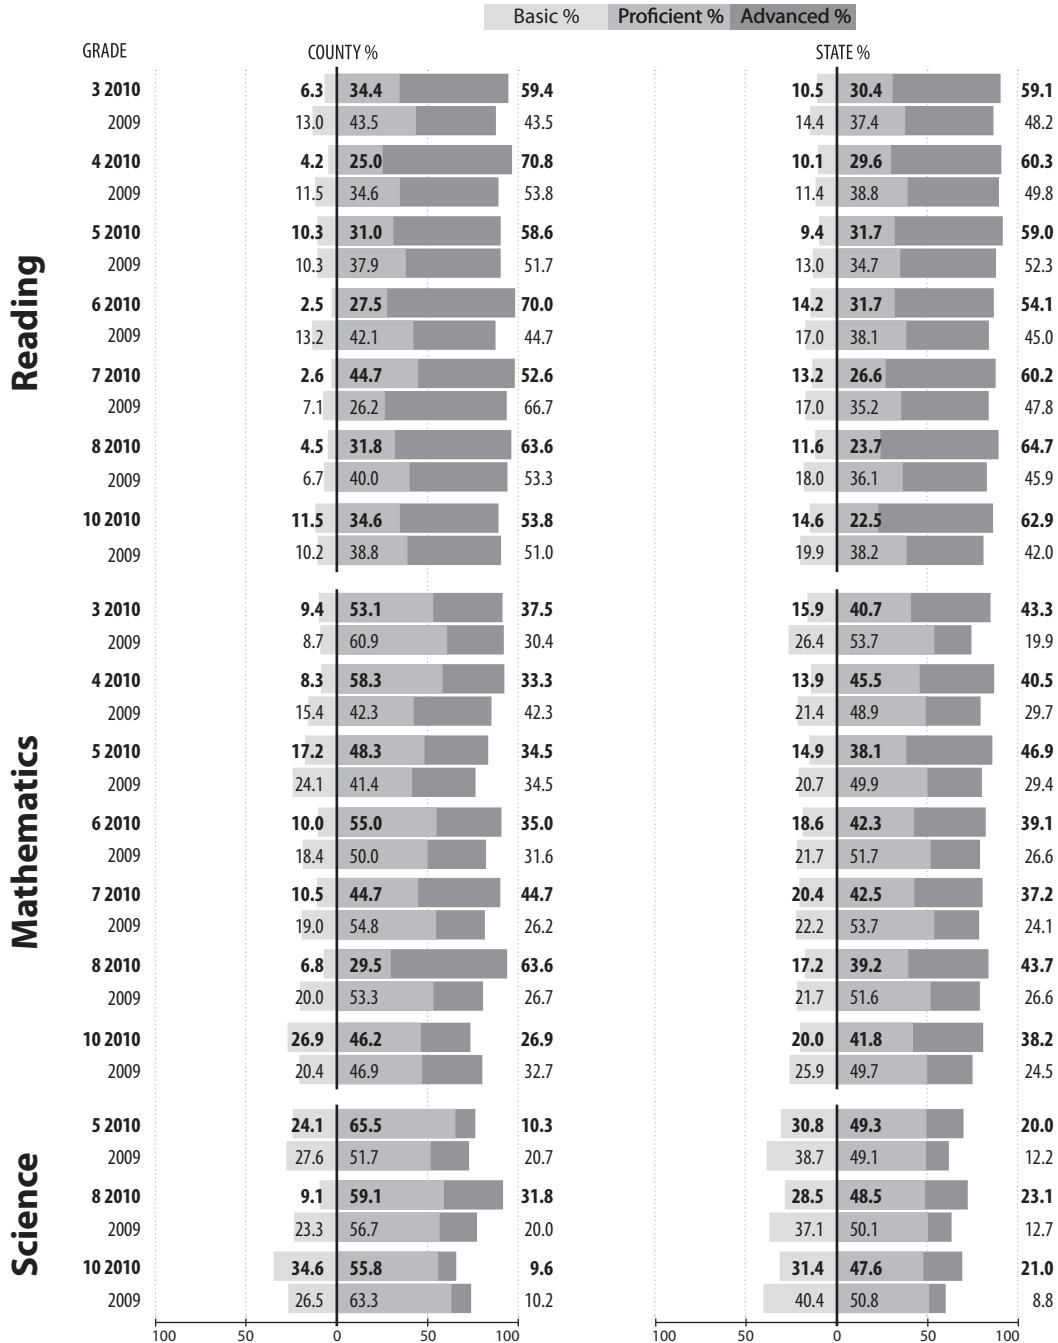 Basic % Proficient % Advanced %
GRADE COUNTY % STATE %
Reading
3 2010 6.3 34.4 59.4 10.5 30.4 59.1
2009 13.0 43.5 43.5 14.4 37.4 48.2
4 2010 4.2 25.0 70.8 10.1 29.6 60.3
2009 11.5 34.6 53.8 11.4 38.8 49.8
5 2010 10.3 31.0 58.6 9.4 31.7 59.0
2009 10.3 37.9 51.7 13.0 34.7 52.3
6 2010 2.5 27.5 70.0 14.2 31.7 54.1
2009 13.2 42.1 44.7 17.0 38.1 45.0
7 2010 2.6 44.7 52.6 13.2 26.6 60.2
2009 7.1 26.2 66.7 17.0 35.2 47.8
8 2010 4.5 31.8 63.6 11.6 23.7 64.7
2009 6.7 40.0 53.3 18.0 36.1 45.9
10 2010 11.5 34.6 53.8 14.6 22.5 62.9
2009 10.2 38.8 51.0 19.9 38.2 42.0
Mathematics
3 2010 9.4 53.1 37.5 15.9 40.7 43.3
2009 8.7 60.9 30.4 26.4 53.7 19.9
4 2010 8.3 58.3 33.3 13.9 45.5 40.5
2009 15.4 42.3 42.3 21.4 48.9 29.7
5 2010 17.2 48.3 34.5 14.9 38.1 46.9
2009 24.1 41.4 34.5 20.7 49.9 29.4
6 2010 10.0 55.0 35.0 18.6 42.3 39.1
2009 18.4 50.0 31.6 21.7 51.7 26.6
7 2010 10.5 44.7 44.7 20.4 42.5 37.2
2009 19.0 54.8 26.2 22.2 53.7 24.1
8 2010 6.8 29.5 63.6 17.2 39.2 43.7
2009 20.0 53.3 26.7 21.7 51.6 26.6
10 2010 26.9 46.2 26.9 20.0 41.8 38.2
2009 20.4 46.9 32.7 25.9 49.7 24.5
Science
5 2010 24.1 65.5 10.3 30.8 49.3 20.0
2009 27.6 51.7 20.7 38.7 49.1 12.2
8 2010 9.1 59.1 31.8 28.5 48.5 23.1
2009 23.3 56.7 20.0 37.1 50.1 12.7
10 2010 34.6 55.8 9.6 31.4 47.6 21.0
2009 26.5 63.3 10.2 40.4 50.8 8.8
100 50 0 50 100 100 50 0 50 100